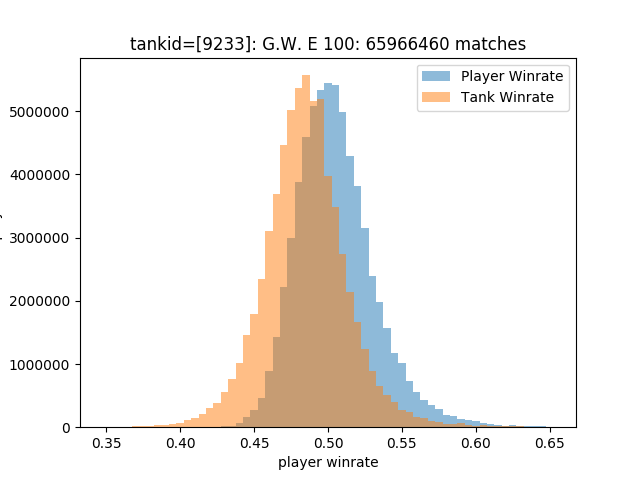 tankid=[9233]: G.W. E 100: 65966460 matches
Player Winrate
Tank Winrate
5000000
4000000
3000000
2000000
1000000
0
0.35 0.40 0.45 0.50 0.55 0.60 0.65
player winrate